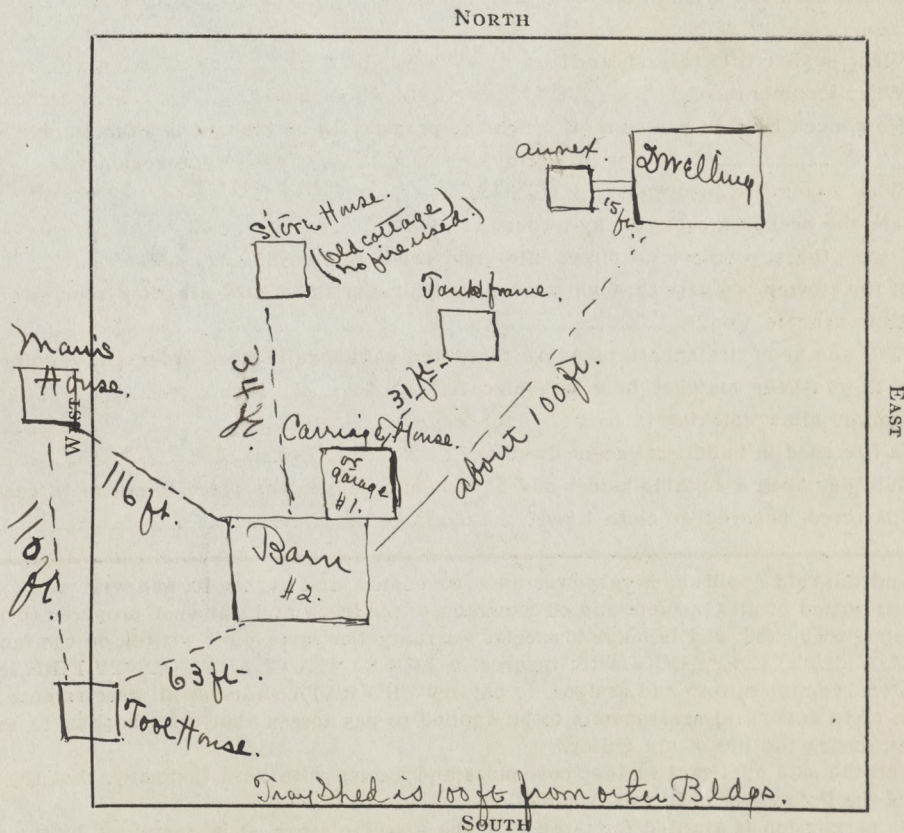 NORTH
annex.
Dwelling
15 ft
Store House.
(old cottage)
no fire used.)
Tank frame.
Man's
House.
WEST
EAST
34 ft.
31 ft.
about 100 ft.
Carriage House.
or
garage
#1.
116 ft.
110
ft.
Barn
#2.
63 ft.
Tool House.
Tray Shed is 100 ft from other Bldgs.
SOUTH